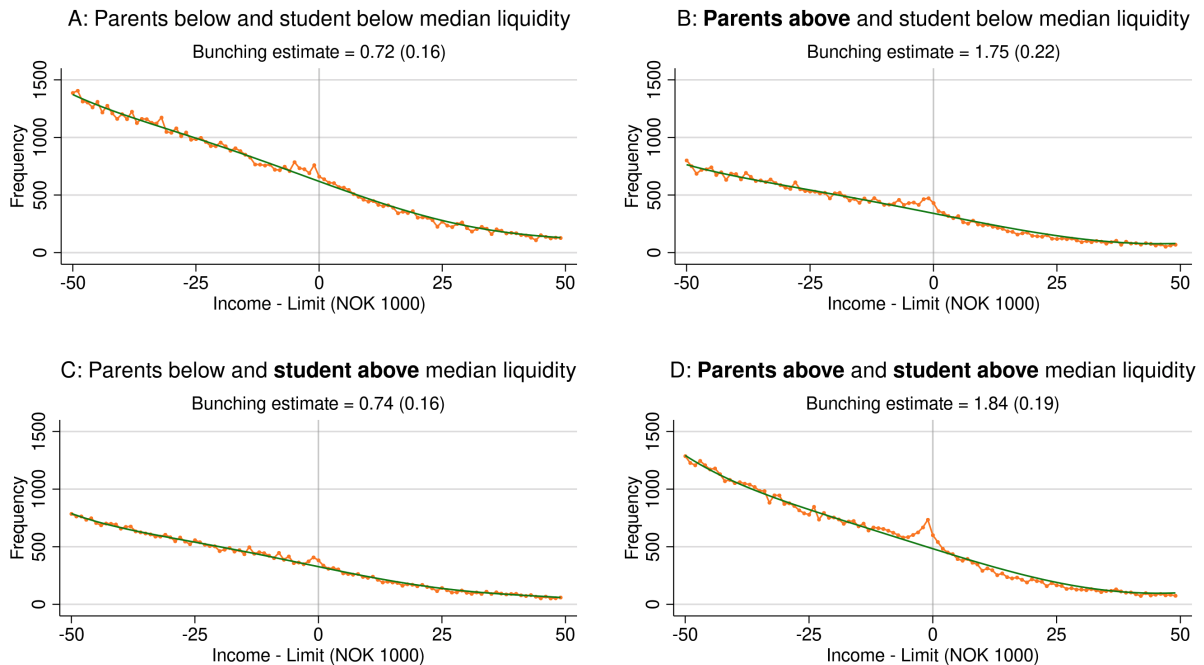 A: Parents below and student below median liquidity
Bunching estimate = 0.72 (0.16)
Frequency
1500
1000
500
0
-50 -25 0 25 50
Income - Limit (NOK 1000)
B: Parents above and student below median liquidity
Bunching estimate = 1.75 (0.22)
Frequency
1500
1000
500
0
-50 -25 0 25 50
Income - Limit (NOK 1000)
C: Parents below and student above median liquidity
Bunching estimate = 0.74 (0.16)
Frequency
1500
1000
500
0
-50 -25 0 25 50
Income - Limit (NOK 1000)
D: Parents above and student above median liquidity
Bunching estimate = 1.84 (0.19)
Frequency
1500
1000
500
0
-50 -25 0 25 50
Income - Limit (NOK 1000)